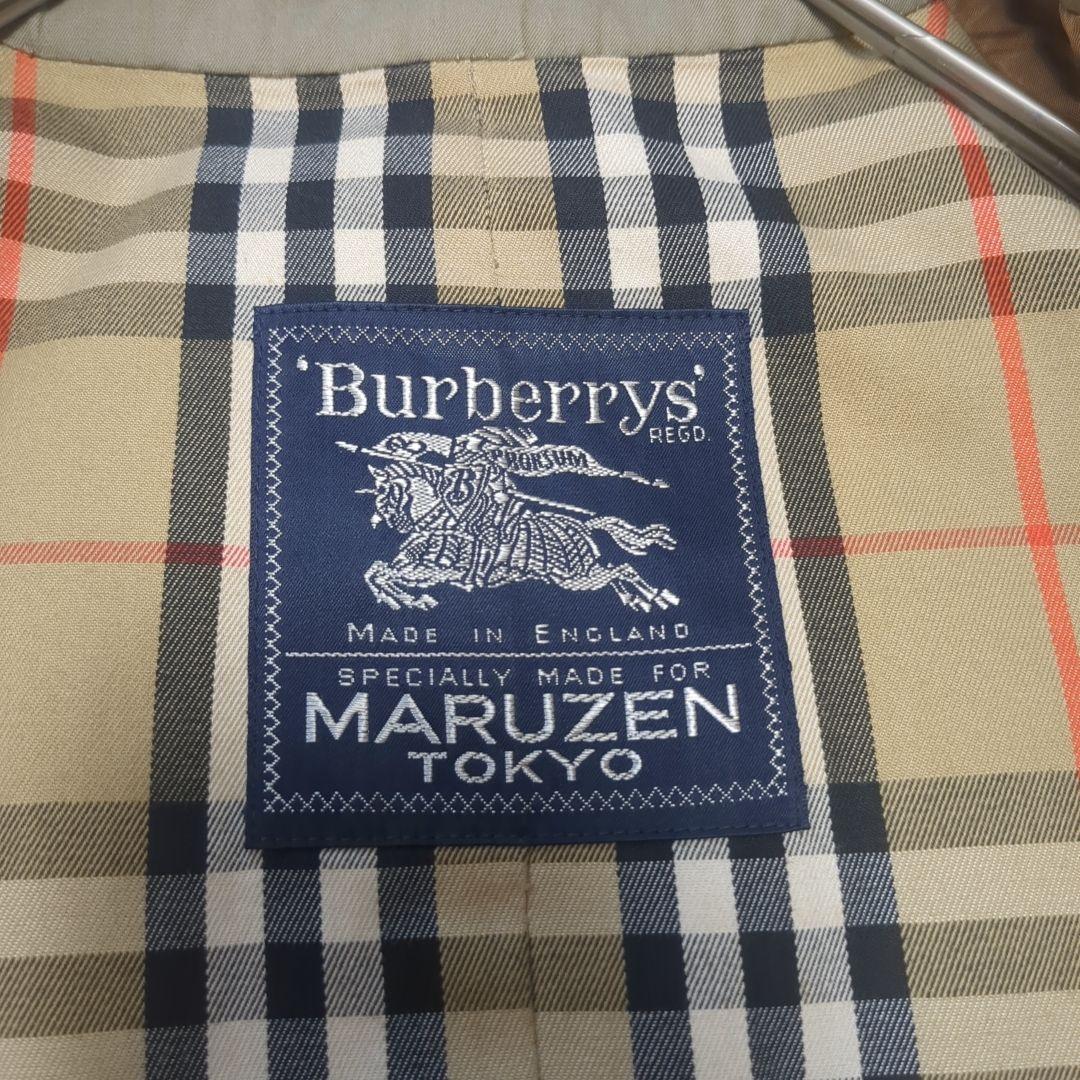 'Burberrys'
REGD.
PRORSUM
B
MADE IN ENGLAND
SPECIALLY MADE FOR
MARUZEN
TOKYO